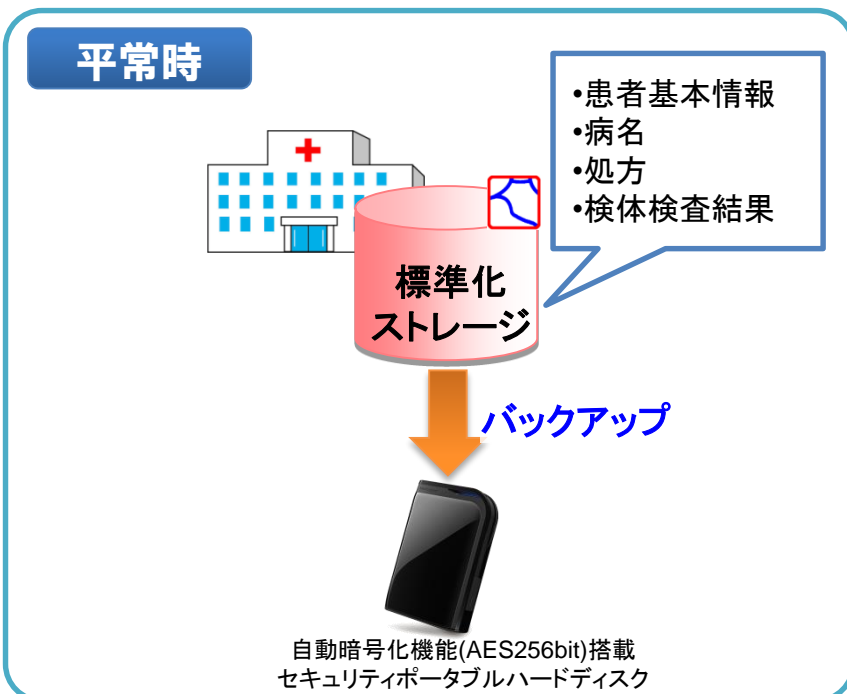 平常時
•患者基本情報
•病名
•処方
•検体検査結果
標準化
ストレージ
バックアップ
自動暗号化機能(AES256bit)搭載
セキュリティポータブルハードディスク